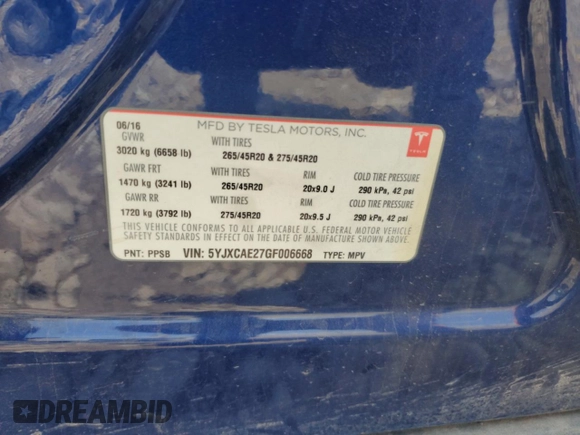 06/16 MFD BY TESLA MOTORS, INC.
GVWR WITH TIRES
3020 kg (6658 lb) 265/45R20 & 275/45R20
GAWR FRT WITH TIRES RIM COLD TIRE PRESSURE
1470 kg (3241 lb) 265/45R20 20x9.0 J 290 kPa, 42 psi
GAWR RR WITH TIRES RIM COLD TIRE PRESSURE
1720 kg (3792 lb) 275/45R20 20x9.5 J 290 kPa, 42 psi
THIS VEHICLE CONFORMS TO ALL APPLICABLE U.S. FEDERAL MOTOR VEHICLE
SAFETY STANDARDS IN EFFECT ON THE DATE OF MANUFACTURE SHOWN ABOVE.
PNT: PPSB VIN: 5YJXCAE27GF006668 TYPE: MPV
TESLA
DREAMBID